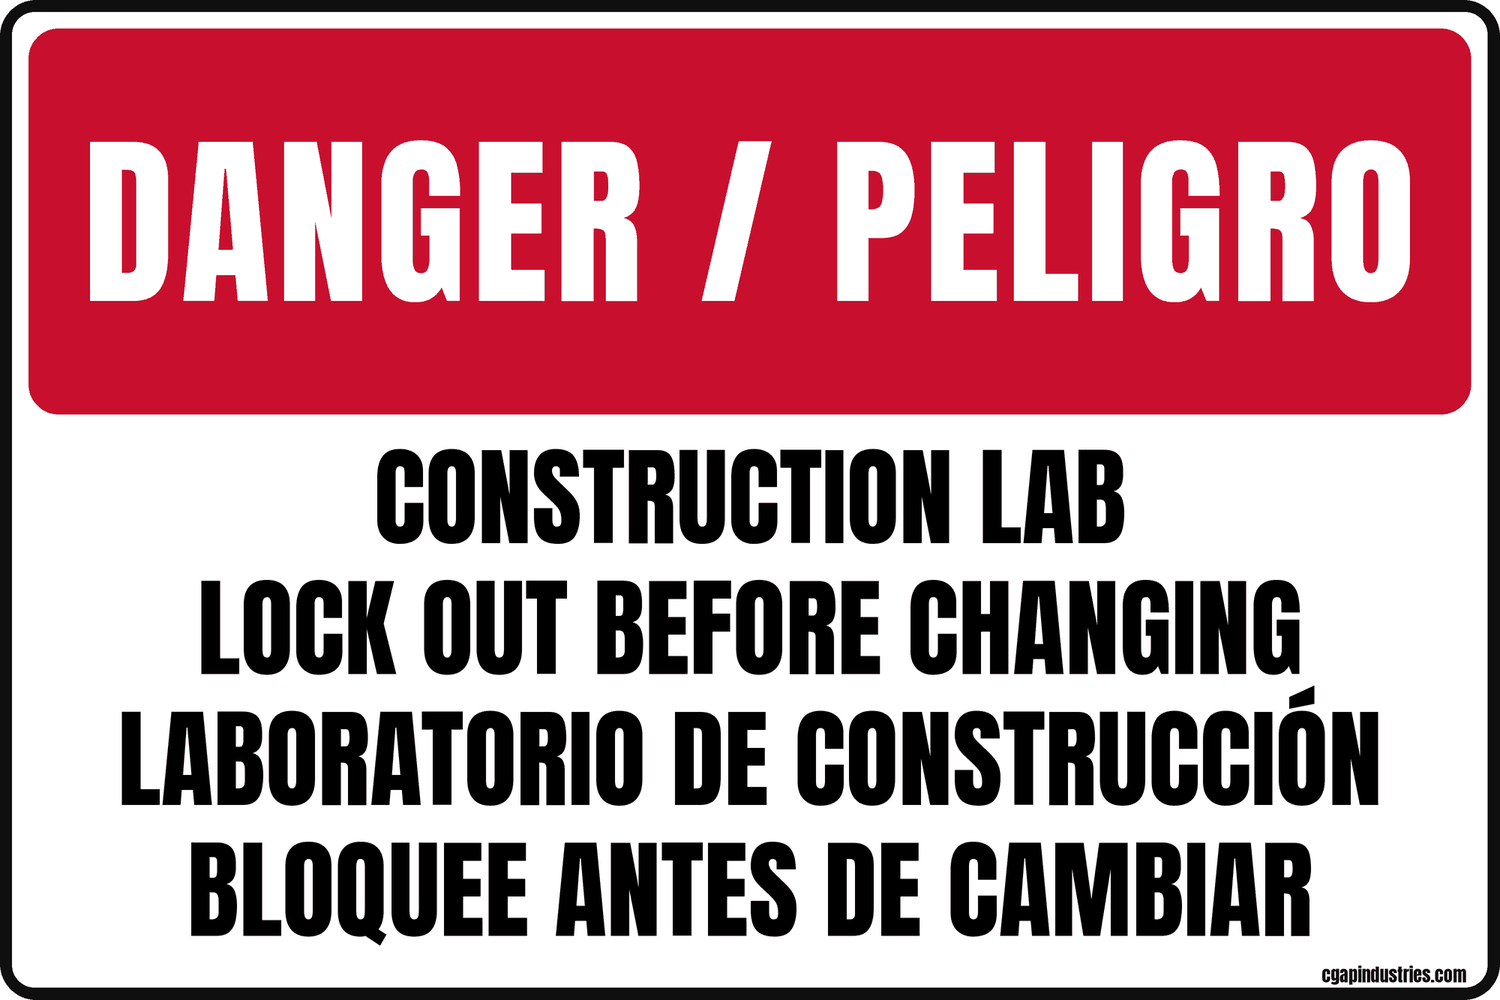 DANGER / PELIGRO
CONSTRUCTION LAB
LOCK OUT BEFORE CHANGING
LABORATORIO DE CONSTRUCCIÓN
BLOQUEE ANTES DE CAMBIAR
cgapindustries.com